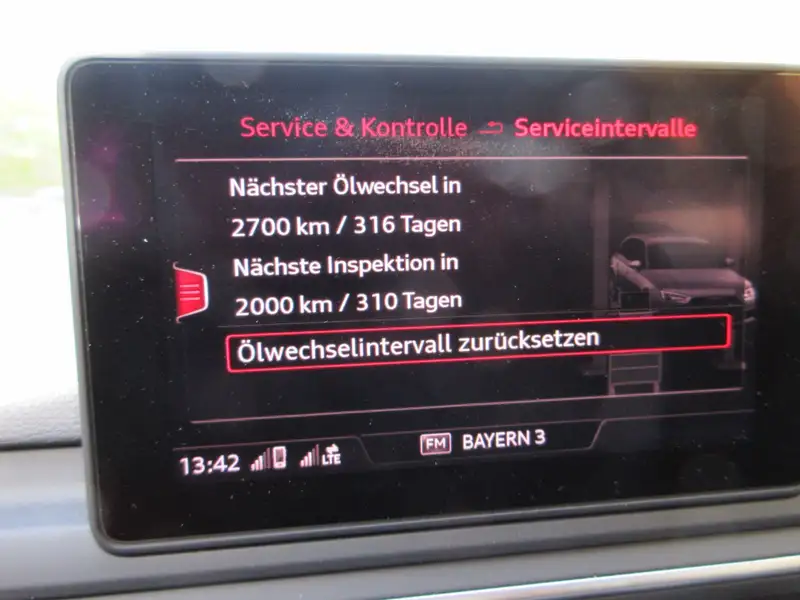 Service & Kontrolle Serviceintervalle
Nächster Ölwechsel in
2700 km / 316 Tagen
Nächste Inspektion in
2000 km / 310 Tagen
Ölwechselintervall zurücksetzen
13:42 LTE FM BAYERN 3